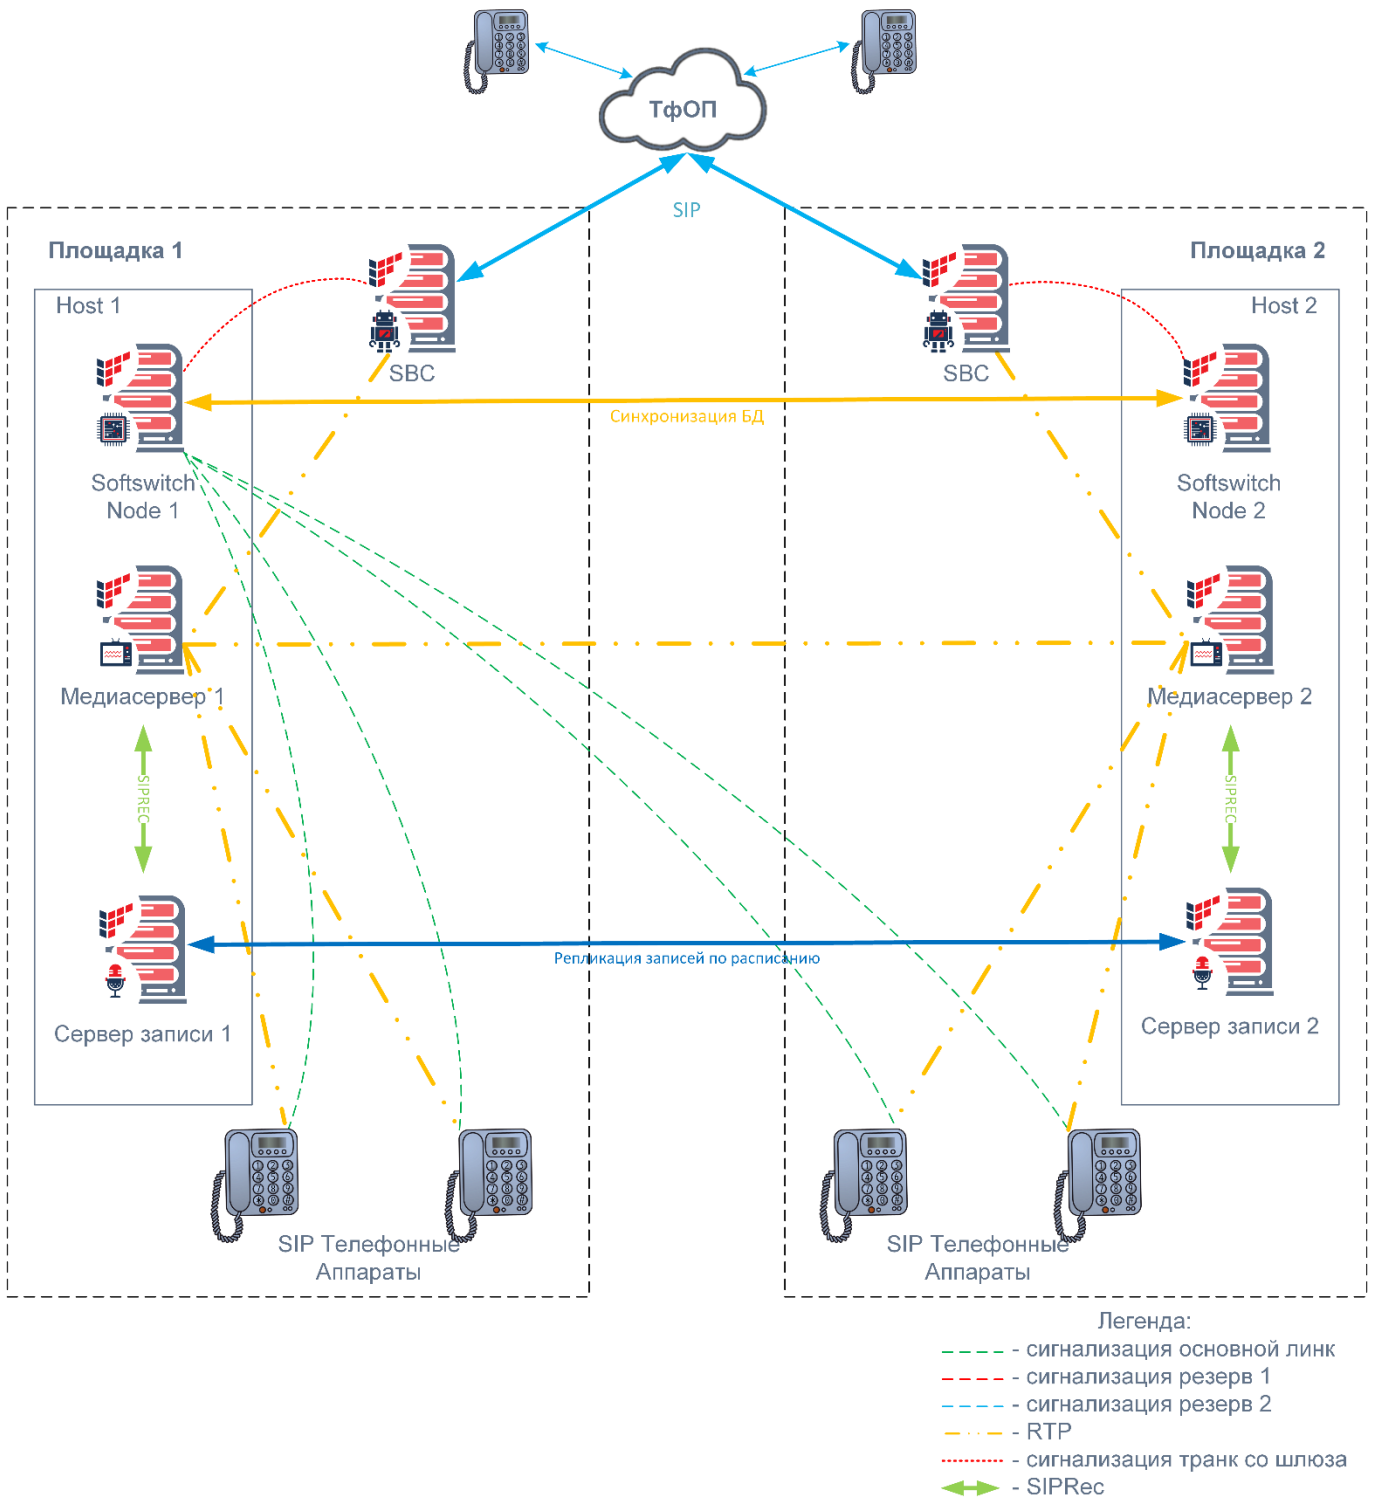 ТфОП
SIP
Площадка 1
Площадка 2
Host 1
Host 2
SBC
SBC
Синхронизация БД
Softswitch
Node 1
Softswitch
Node 2
Медиасервер 1
Медиасервер 2
SIPREC
SIPREC
Репликация записей по расписанию
Сервер записи 1
Сервер записи 2
SIP Телефонные
Аппараты
SIP Телефонные
Аппараты
Легенда:
- сигнализация основной линк
- сигнализация резерв 1
- сигнализация резерв 2
- RTP
- сигнализация транк со шлюза
- SIPRec